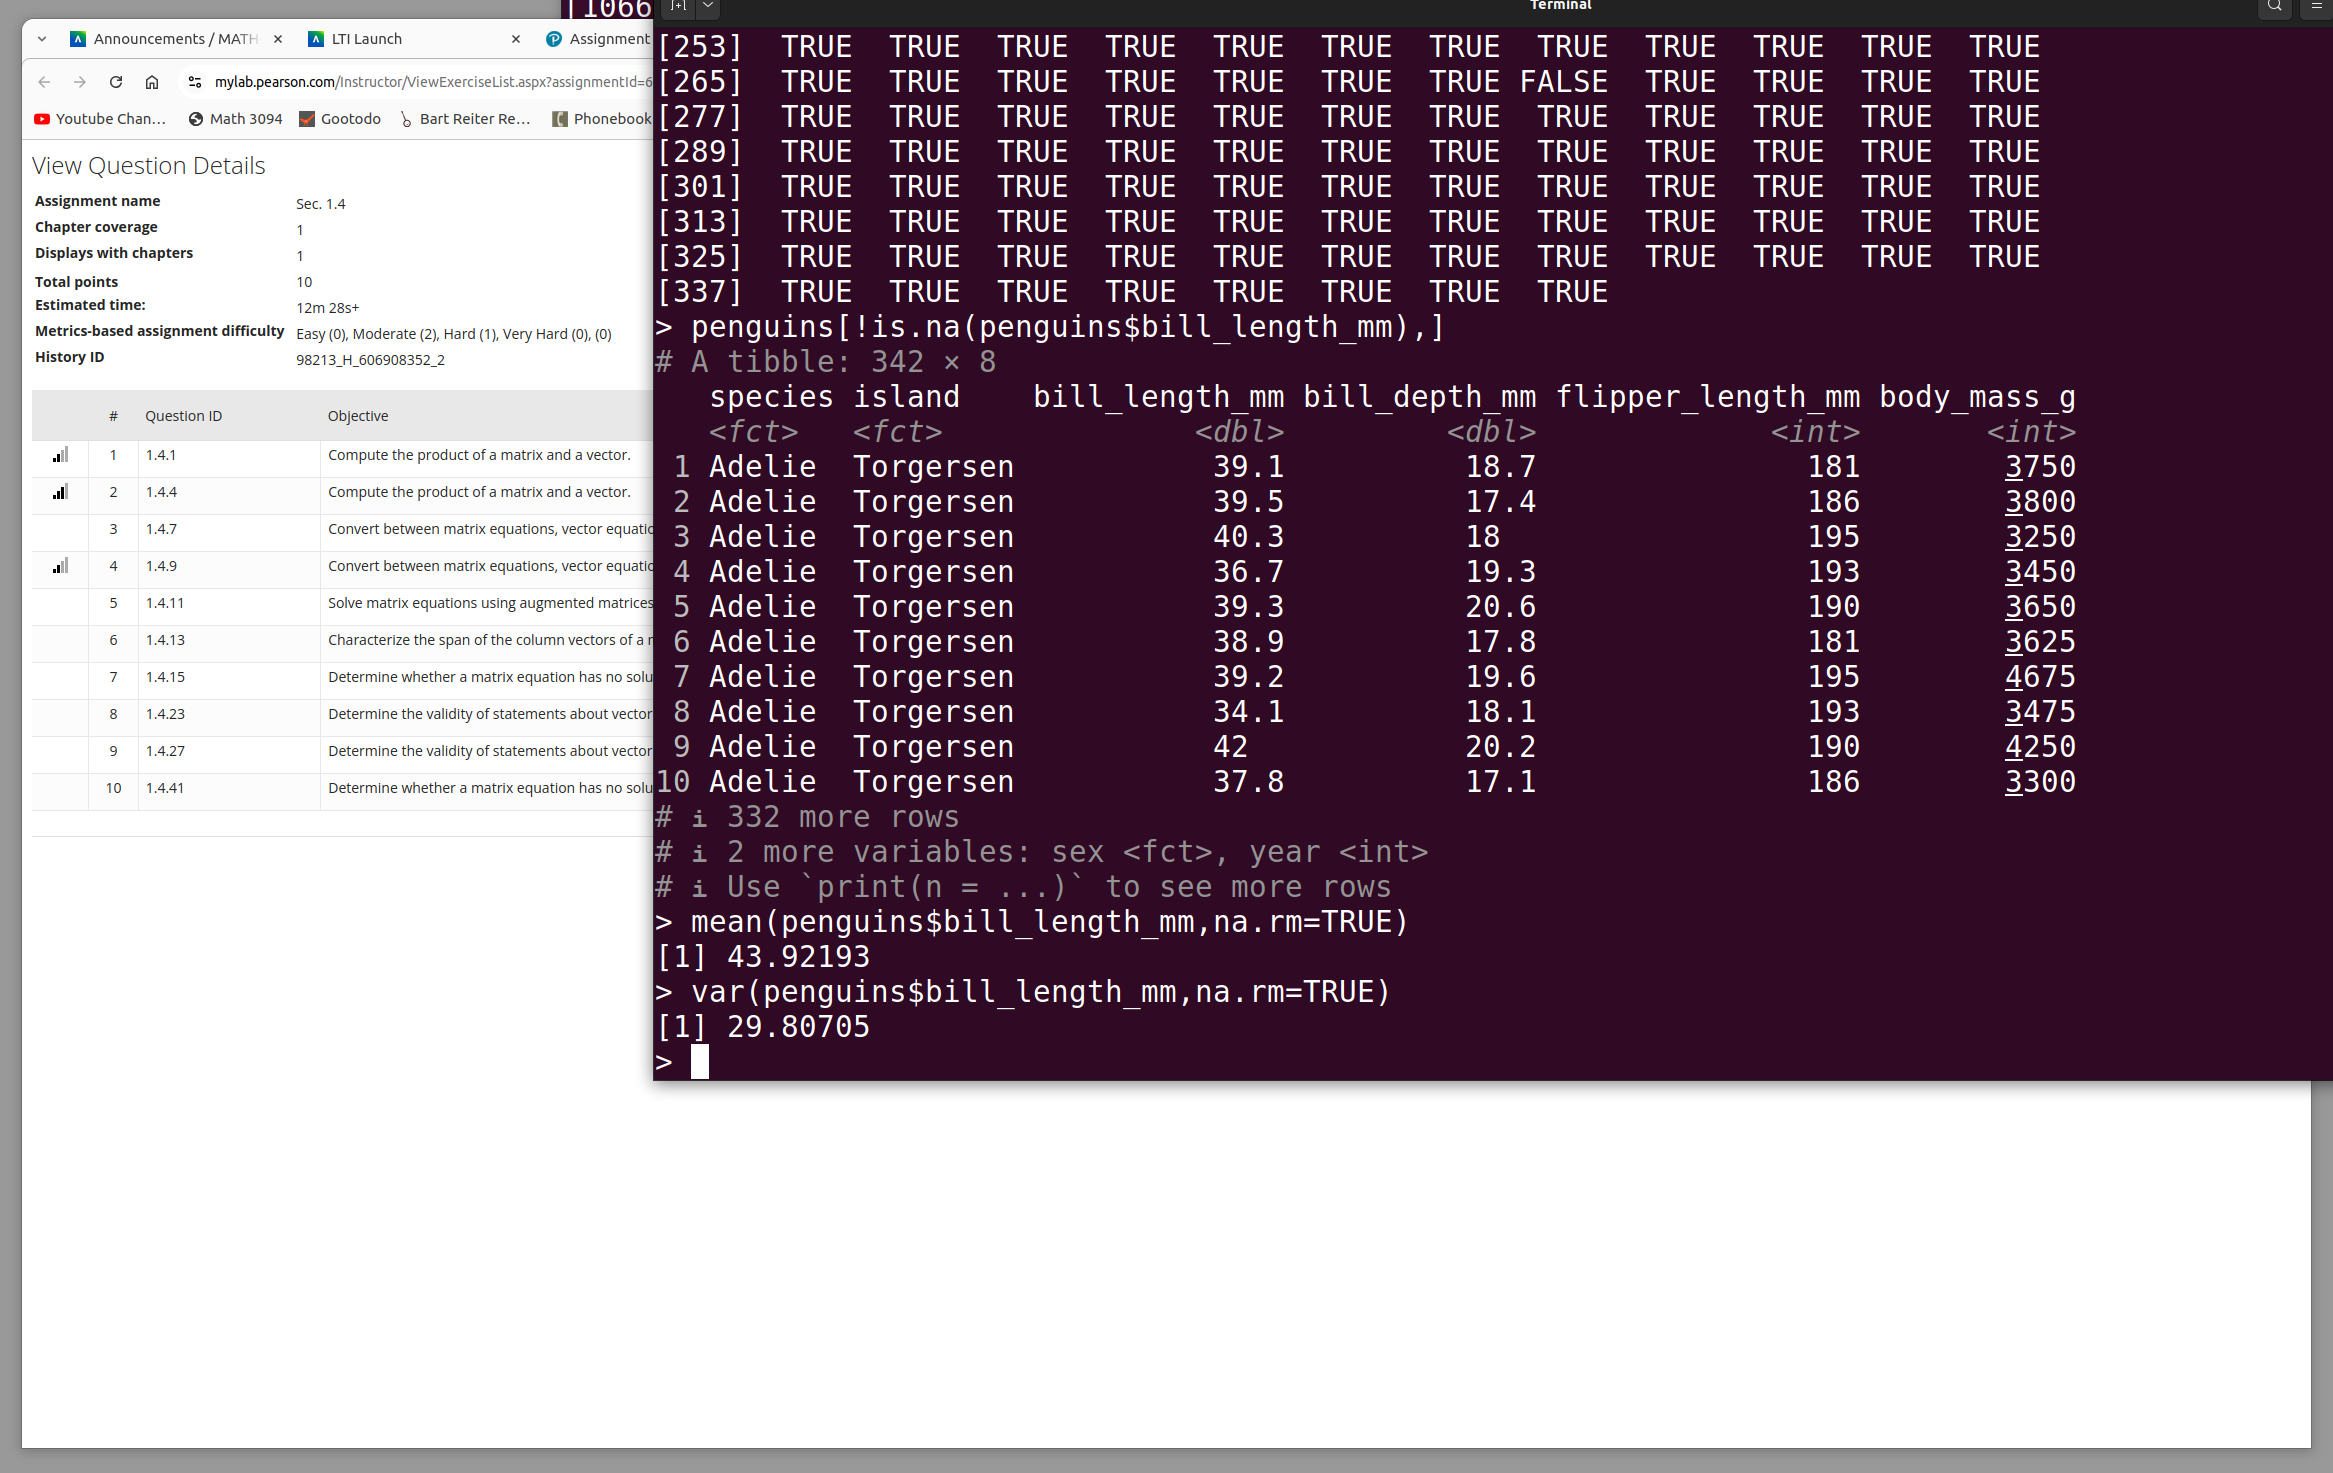 [1066
Terminal
Announcements / MATH
LTI Launch
Assignment
mylab.pearson.com/Instructor/ViewExerciseList.aspx?assignmentId=6
Youtube Chan... Math 3094 Gootodo Bart Reiter Re... Phonebook
View Question Details
Assignment name Sec. 1.4
Chapter coverage 1
Displays with chapters 1
Total points 10
Estimated time: 12m 28s+
Metrics-based assignment difficulty Easy (0), Moderate (2), Hard (1), Very Hard (0), (0)
History ID 98213_H_606908352_2
# Question ID Objective
1 1.4.1 Compute the product of a matrix and a vector.
2 1.4.4 Compute the product of a matrix and a vector.
3 1.4.7 Convert between matrix equations, vector equatio
4 1.4.9 Convert between matrix equations, vector equatio
5 1.4.11 Solve matrix equations using augmented matrices
6 1.4.13 Characterize the span of the column vectors of a
7 1.4.15 Determine whether a matrix equation has no solu
8 1.4.23 Determine the validity of statements about vector
9 1.4.27 Determine the validity of statements about vector
10 1.4.41 Determine whether a matrix equation has no solu
[253] TRUE TRUE TRUE TRUE TRUE TRUE TRUE TRUE TRUE TRUE TRUE TRUE
[265] TRUE TRUE TRUE TRUE TRUE TRUE TRUE FALSE TRUE TRUE TRUE TRUE
[277] TRUE TRUE TRUE TRUE TRUE TRUE TRUE TRUE TRUE TRUE TRUE TRUE
[289] TRUE TRUE TRUE TRUE TRUE TRUE TRUE TRUE TRUE TRUE TRUE TRUE
[301] TRUE TRUE TRUE TRUE TRUE TRUE TRUE TRUE TRUE TRUE TRUE TRUE
[313] TRUE TRUE TRUE TRUE TRUE TRUE TRUE TRUE TRUE TRUE TRUE TRUE
[325] TRUE TRUE TRUE TRUE TRUE TRUE TRUE TRUE TRUE TRUE TRUE TRUE
[337] TRUE TRUE TRUE TRUE TRUE TRUE TRUE TRUE
> penguins[!is.na(penguins$bill_length_mm),]
# A tibble: 342 × 8
species island bill_length_mm bill_depth_mm flipper_length_mm body_mass_g
<fct> <fct> <dbl> <dbl> <int> <int>
1 Adelie Torgersen 39.1 18.7 181 3750
2 Adelie Torgersen 39.5 17.4 186 3800
3 Adelie Torgersen 40.3 18 195 3250
4 Adelie Torgersen 36.7 19.3 193 3450
5 Adelie Torgersen 39.3 20.6 190 3650
6 Adelie Torgersen 38.9 17.8 181 3625
7 Adelie Torgersen 39.2 19.6 195 4675
8 Adelie Torgersen 34.1 18.1 193 3475
9 Adelie Torgersen 42 20.2 190 4250
10 Adelie Torgersen 37.8 17.1 186 3300
# ℹ 332 more rows
# ℹ 2 more variables: sex <fct>, year <int>
# ℹ Use `print(n = ...)` to see more rows
> mean(penguins$bill_length_mm,na.rm=TRUE)
[1] 43.92193
> var(penguins$bill_length_mm,na.rm=TRUE)
[1] 29.80705
>